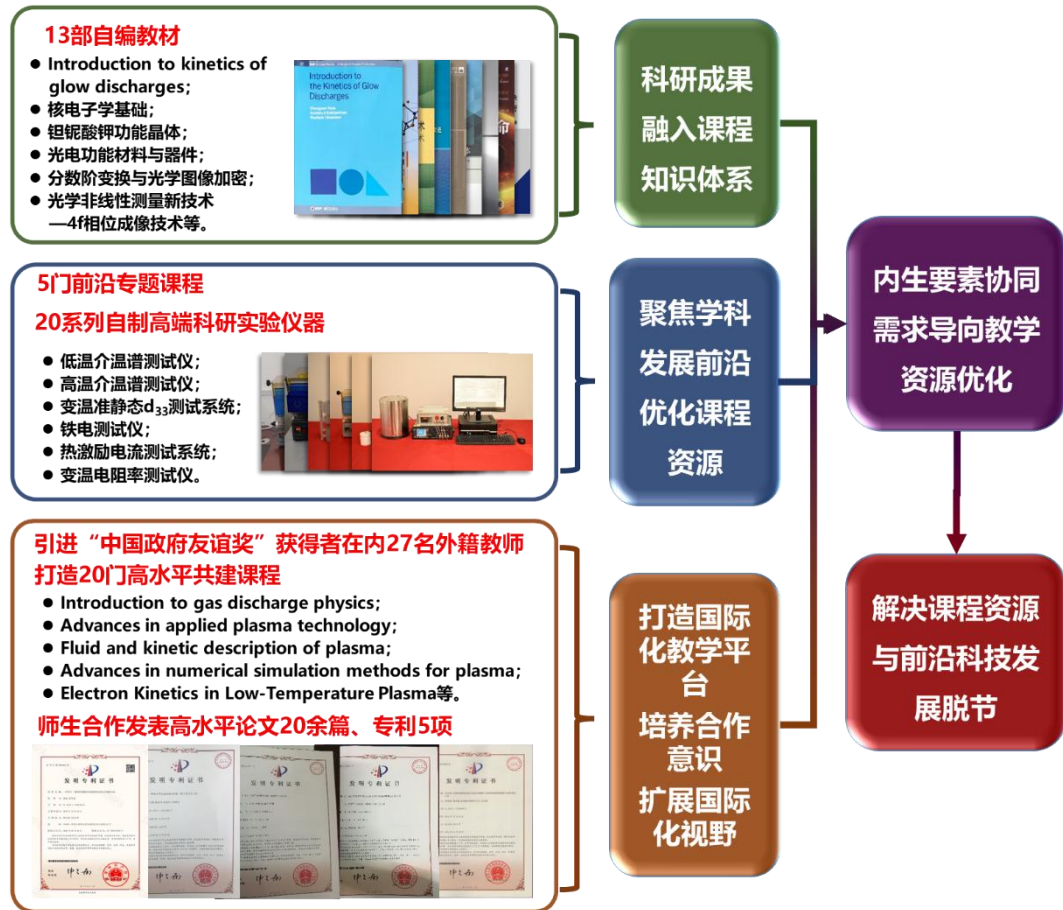 13部自编教材
● Introduction to kinetics of
glow discharges;
● 核电子学基础;
● 钽铌酸钾功能晶体;
● 光电功能材料与器件;
● 分数阶变换与光学图像加密;
● 光学非线性测量新技术
—4f相位成像技术等。
Introduction to
the Kinetics of Glow
Discharges
科研成果
融入课程
知识体系
5门前沿专题课程
20系列自制高端科研实验仪器
● 低温介温谱测试仪;
● 高温介温谱测试仪;
● 变温准静态d33测试系统;
● 铁电测试仪;
● 热激励电流测试系统;
● 变温电阻率测试仪。
聚焦学科
发展前沿
优化课程
资源
引进“中国政府友谊奖”获得者在内27名外籍教师
打造20门高水平共建课程
● Introduction to gas discharge physics;
● Advances in applied plasma technology;
● Fluid and kinetic description of plasma;
● Advances in numerical simulation methods for plasma;
● Electron Kinetics in Low-Temperature Plasma等。
师生合作发表高水平论文20余篇、专利5项
发明专利证书
发明专利证书
发明专利证书
发明专利证书
发明专利证书
打造国际
化教学平
台
培养合作
意识
扩展国际
化视野
内生要素协同
需求导向教学
资源优化
解决课程资源
与前沿科技发
展脱节